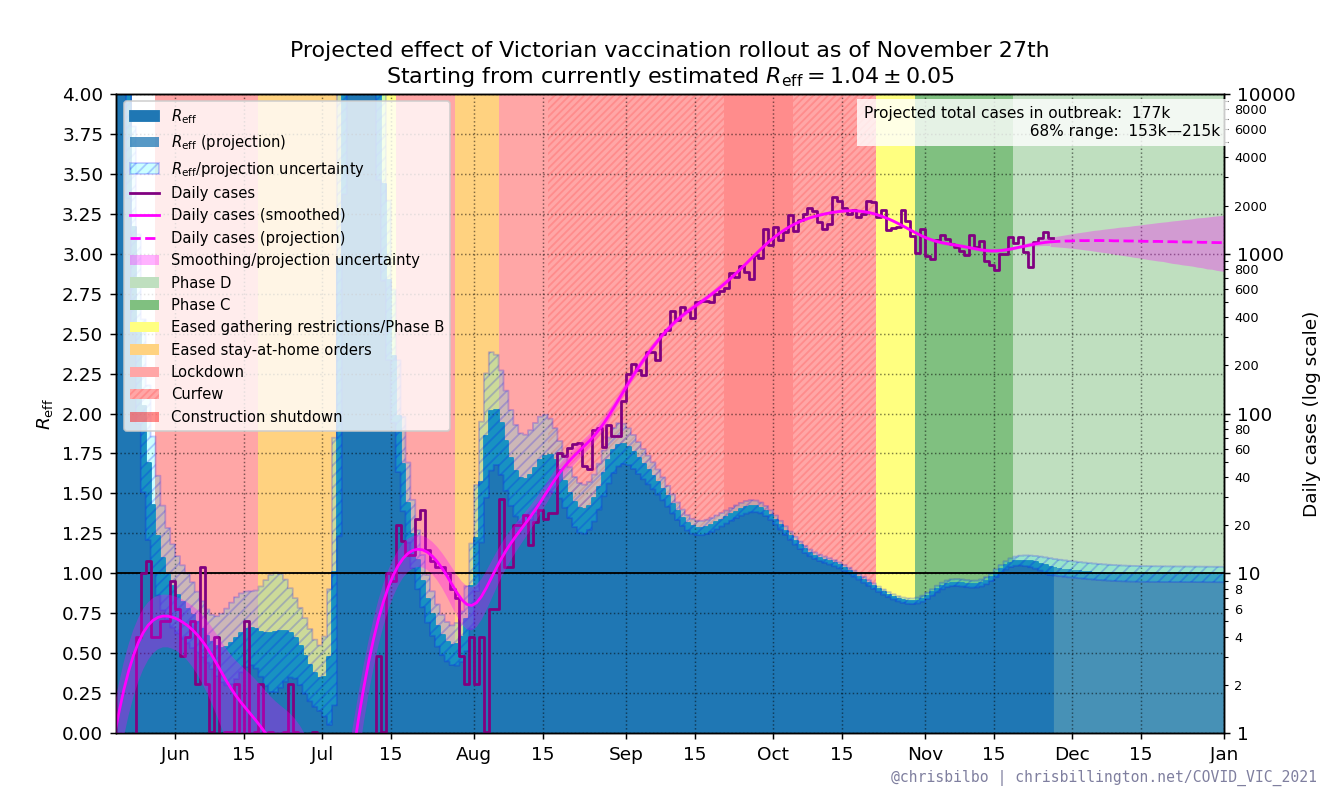 Projected effect of Victorian vaccination rollout as of November 27th
Starting from currently estimated Reff = 1.04 ± 0.05
Projected total cases in outbreak: 177k
68% range: 153k—215k
Reff
Reff (projection)
Reff/projection uncertainty
Daily cases
Daily cases (smoothed)
Daily cases (projection)
Smoothing/projection uncertainty
Phase D
Phase C
Eased gathering restrictions/Phase B
Eased stay-at-home orders
Lockdown
Curfew
Construction shutdown
Reff
4.00
3.75
3.50
3.25
3.00
2.75
2.50
2.25
2.00
1.75
1.50
1.25
1.00
0.75
0.50
0.25
0.00
10000
8000
6000
4000
2000
1000
800
600
400
200
100
80
60
40
20
10
8
6
4
2
1
Daily cases (log scale)
Jun 15 Jul 15 Aug 15 Sep 15 Oct 15 Nov 15 Dec 15 Jan
@chrisbilbo | chrisbillington.net/COVID_VIC_2021